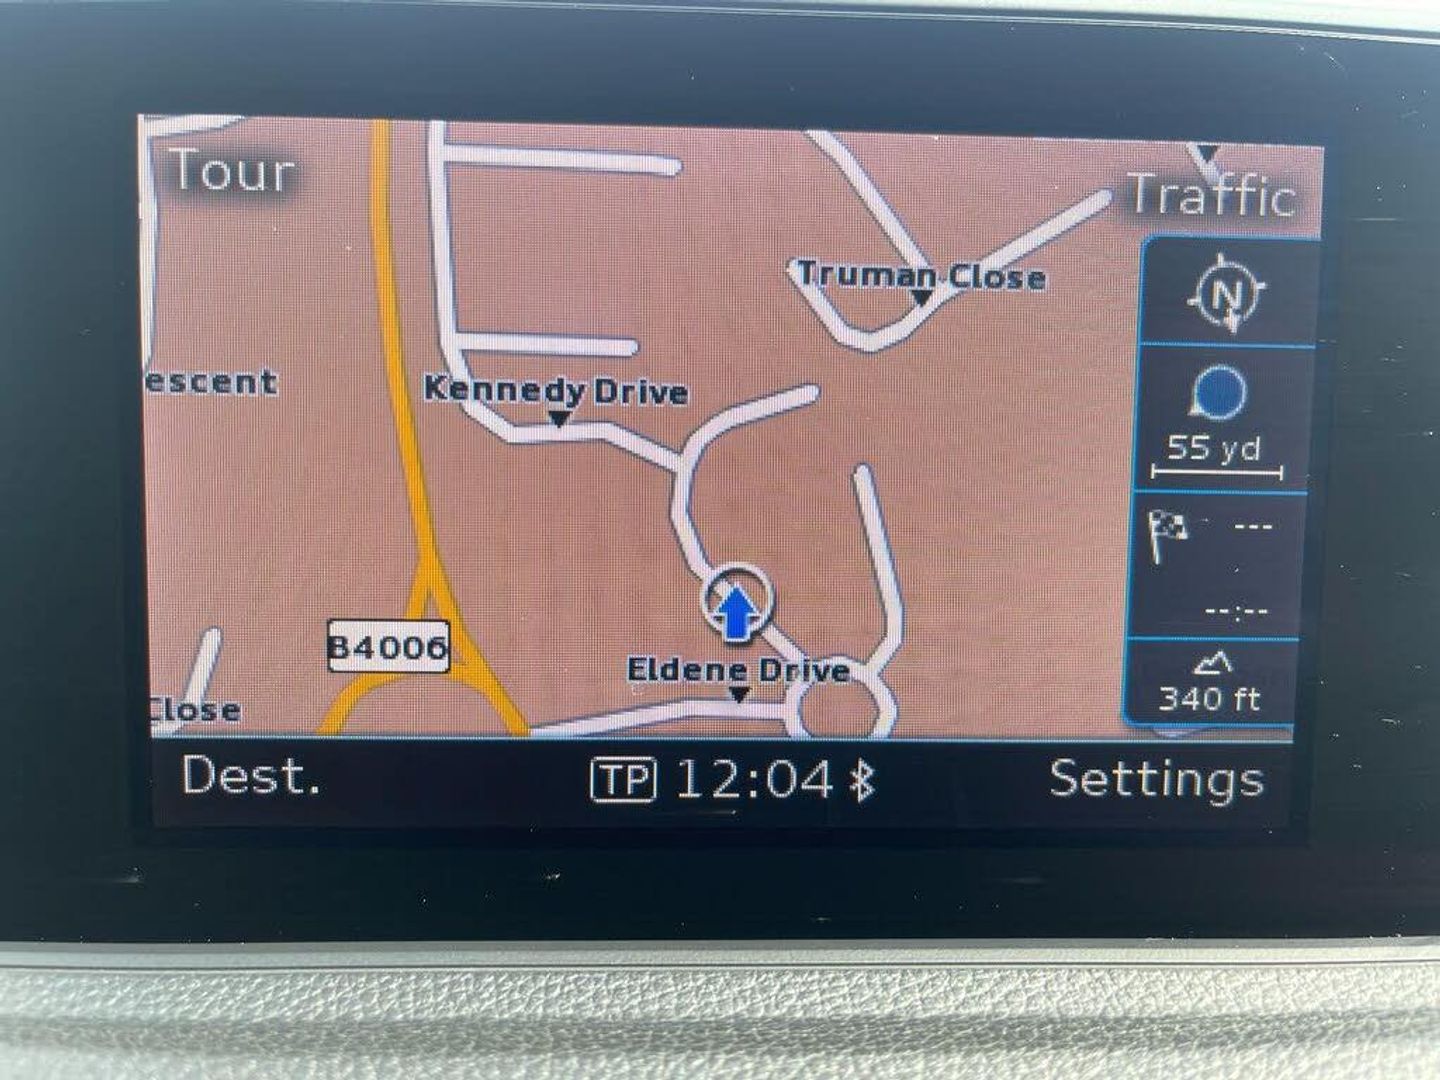 Tour
Traffic
N
Truman Close
escent
Kennedy Drive
55 yd
---
--:--
B4006
Eldene Drive
340 ft
Close
Dest.
TP 12:04
Settings